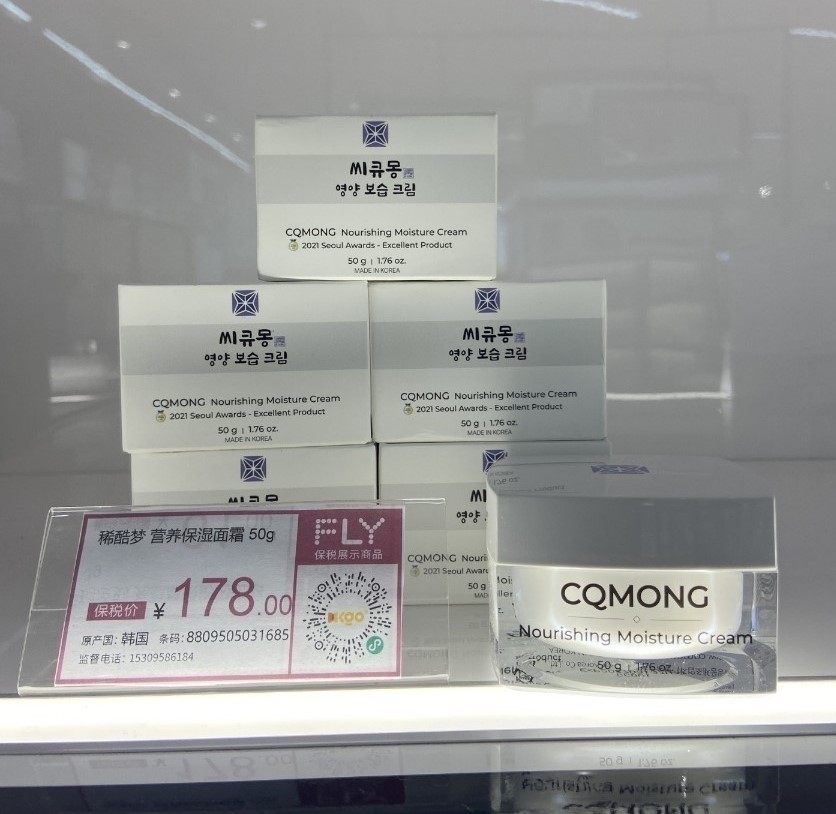 씨큐몽
영양 보습 크림
CQMONG Nourishing Moisture Cream
2021 Seoul Awards - Excellent Product
50 g | 1.76 oz.
MADE IN KOREA
씨큐몽
영양 보습 크림
CQMONG Nourishing Moisture Cream
2021 Seoul Awards - Excellent Product
50 g | 1.76 oz.
MADE IN KOREA
씨큐몽
영양 보습 크림
CQMONG Nourishing Moisture Cream
2021 Seoul Awards - Excellent Product
50 g | 1.76 oz.
MADE IN KOREA
CQMONG
2021 Seoul
稀酷梦 营养保湿面霜 50g
FLY
保税展示商品
保税价 ¥ 178.00
原产国: 韩国 条码: 8809505031685
监督电话: 15309586184
CQMONG
Nourishing Moisture Cream
50 g | 1.76 oz